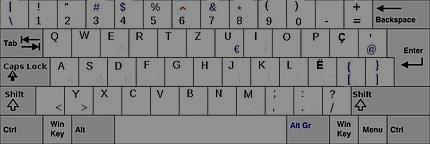 | ! " # $ % ^ & * ( ) _ +
\ 1 2 3 4 5 6 7 8 9 0 - = Backspace
Tab Q W E R T Z U I O P Ç '
€ @ Enter
Caps Lock A S D F G H J K L Ë { }
[ ]
Shift Y X C V B N M ; : ? Shift
< > , . /
Ctrl Win Key Alt Alt Gr Win Key Menu Ctrl